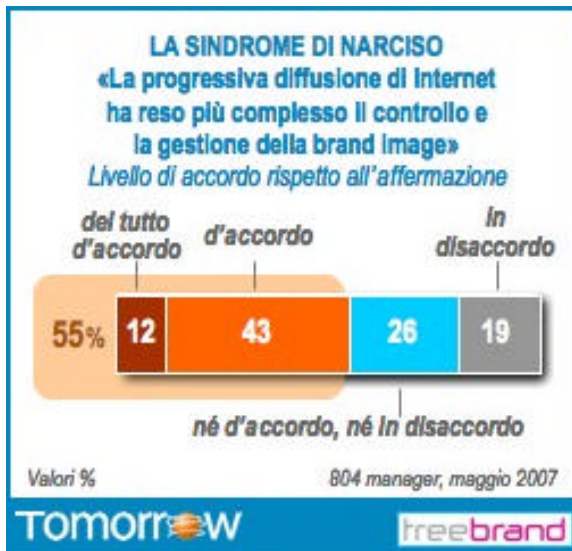 LA SINDROME DI NARCISO
«La progressiva diffusione di Internet
ha reso più complesso il controllo e
la gestione della brand image»
Livello di accordo rispetto all'affermazione
del tutto
d'accordo
d'accordo
in
disaccordo
55%
12
43
26
19
né d'accordo, né in disaccordo
Valori %
804 manager, maggio 2007
Tomorrow
treebrand